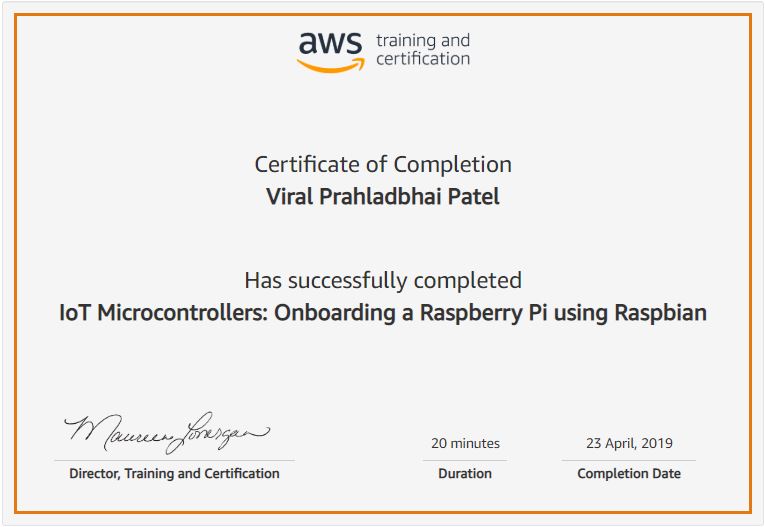 aws training and
certification
Certificate of Completion
Viral Prahladbhai Patel
Has successfully completed
IoT Microcontrollers: Onboarding a Raspberry Pi using Raspbian
Maureen Lonergan
Director, Training and Certification
20 minutes
Duration
23 April, 2019
Completion Date